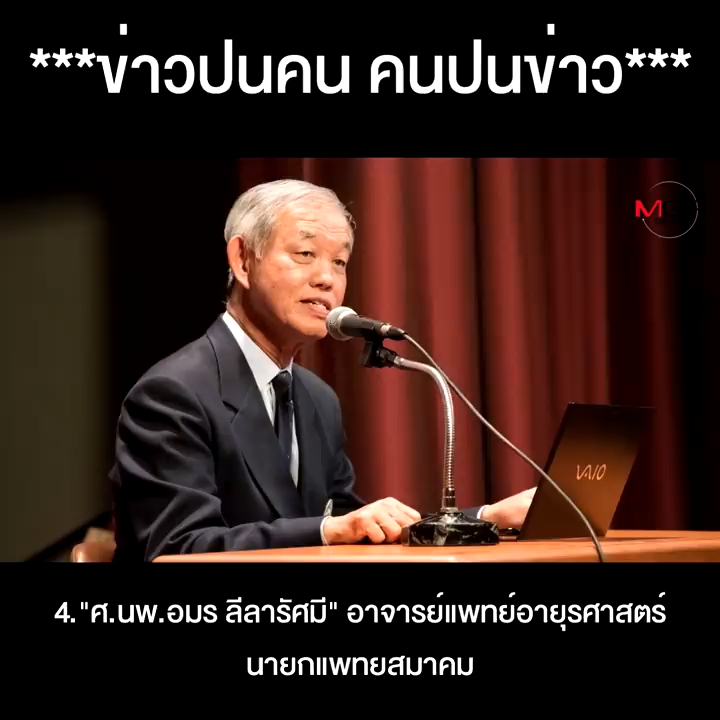 ***ข่าวปนคน คนปนข่าว***
M
VAIO
4."ศ.นพ.อมร ลีลารัศมี" อาจารย์แพทย์อายุรศาสตร์
นายกแพทยสมาคม